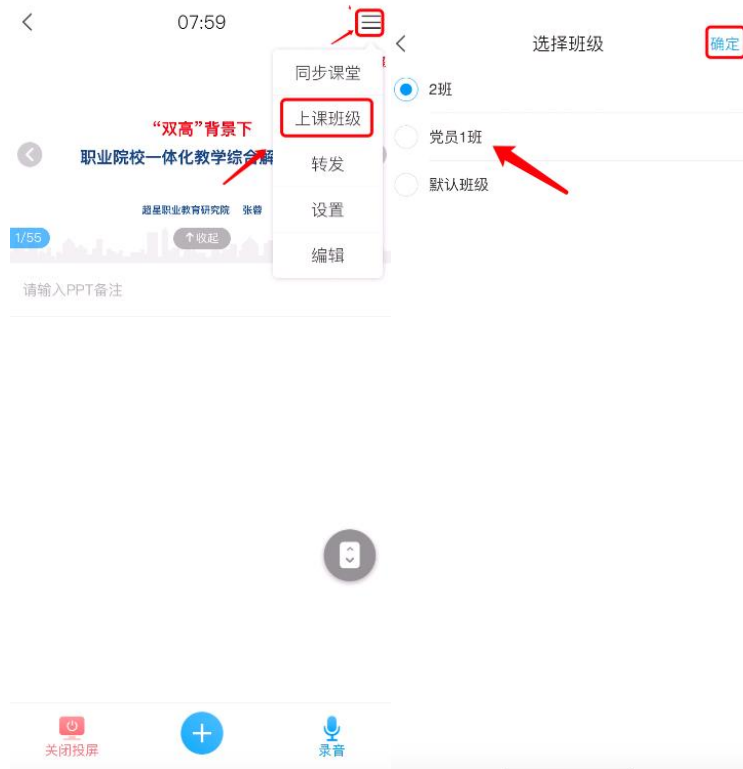 07:59
同步课堂
上课班级
转发
设置
编辑
“双高”背景下
职业院校一体化教学综合解
超星职业教育研究院 张蓉
1/55
收起
请输入PPT备注
关闭投屏
录音
选择班级
确定
2班
党员1班
默认班级